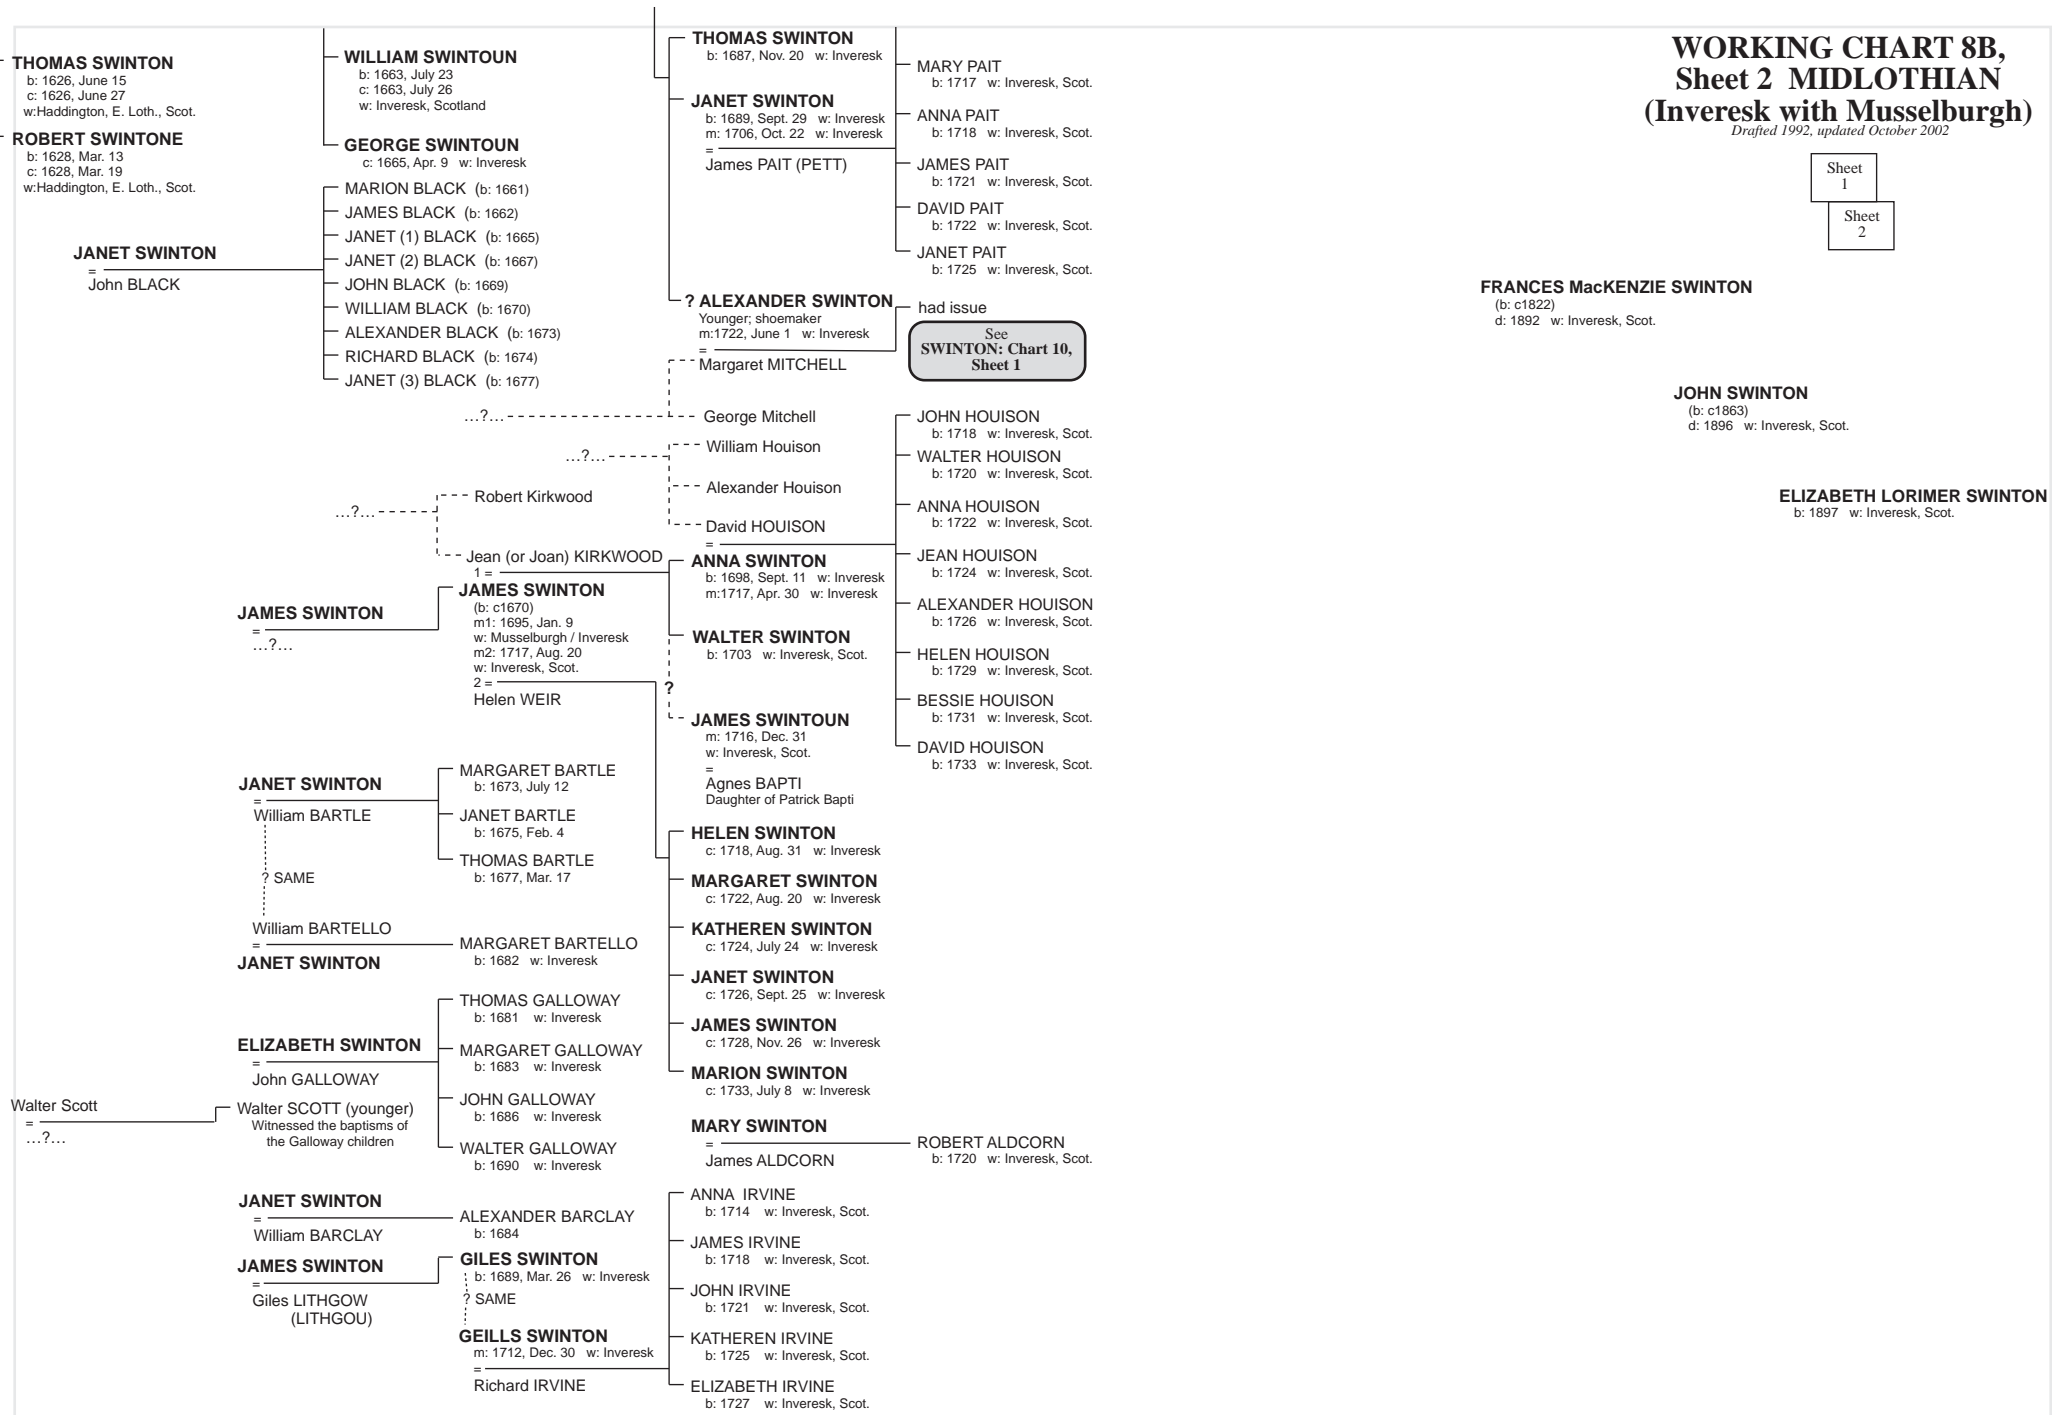 WORKING CHART 8B,
Sheet 2 MIDLOTHIAN
(Inveresk with Musselburgh)
Drafted 1992, updated October 2002
Sheet
1
Sheet
2
THOMAS SWINTON
b: 1626, June 15
c: 1626, June 27
w:Haddington, E. Loth., Scot.
ROBERT SWINTONE
b: 1628, Mar. 13
c: 1628, Mar. 19
w:Haddington, E. Loth., Scot.
JANET SWINTON
=
John BLACK
WILLIAM SWINTOUN
b: 1663, July 23
c: 1663, July 26
w: Inveresk, Scotland
GEORGE SWINTOUN
c: 1665, Apr. 9 w: Inveresk
MARION BLACK (b: 1661)
JAMES BLACK (b: 1662)
JANET (1) BLACK (b: 1665)
JANET (2) BLACK (b: 1667)
JOHN BLACK (b: 1669)
WILLIAM BLACK (b: 1670)
ALEXANDER BLACK (b: 1673)
RICHARD BLACK (b: 1674)
JANET (3) BLACK (b: 1677)
THOMAS SWINTON
b: 1687, Nov. 20 w: Inveresk
JANET SWINTON
b: 1689, Sept. 29 w: Inveresk
m: 1706, Oct. 22 w: Inveresk
=
James PAIT (PETT)
MARY PAIT
b: 1717 w: Inveresk, Scot.
ANNA PAIT
b: 1718 w: Inveresk, Scot.
JAMES PAIT
b: 1721 w: Inveresk, Scot.
DAVID PAIT
b: 1722 w: Inveresk, Scot.
JANET PAIT
b: 1725 w: Inveresk, Scot.
? ALEXANDER SWINTON
Younger; shoemaker
m:1722, June 1 w: Inveresk
=
Margaret MITCHELL
had issue
See
SWINTON: Chart 10,
Sheet 1
...?...
George Mitchell
...?...
William Houison
Alexander Houison
David HOUISON
=
...?...
Robert Kirkwood
Jean (or Joan) KIRKWOOD
1 =
JAMES SWINTON
(b: c1670)
m1: 1695, Jan. 9
w: Musselburgh / Inveresk
m2: 1717, Aug. 20
w: Inveresk, Scot.
2 =
Helen WEIR
JAMES SWINTON
=
...?...
ANNA SWINTON
b: 1698, Sept. 11 w: Inveresk
m:1717, Apr. 30 w: Inveresk
WALTER SWINTON
b: 1703 w: Inveresk, Scot.
?
JAMES SWINTOUN
m: 1716, Dec. 31
w: Inveresk, Scot.
=
Agnes BAPTI
Daughter of Patrick Bapti
JOHN HOUISON
b: 1718 w: Inveresk, Scot.
WALTER HOUISON
b: 1720 w: Inveresk, Scot.
ANNA HOUISON
b: 1722 w: Inveresk, Scot.
JEAN HOUISON
b: 1724 w: Inveresk, Scot.
ALEXANDER HOUISON
b: 1726 w: Inveresk, Scot.
HELEN HOUISON
b: 1729 w: Inveresk, Scot.
BESSIE HOUISON
b: 1731 w: Inveresk, Scot.
DAVID HOUISON
b: 1733 w: Inveresk, Scot.
JANET SWINTON
=
William BARTLE
? SAME
William BARTELLO
=
JANET SWINTON
MARGARET BARTLE
b: 1673, July 12
JANET BARTLE
b: 1675, Feb. 4
THOMAS BARTLE
b: 1677, Mar. 17
MARGARET BARTELLO
b: 1682 w: Inveresk
HELEN SWINTON
c: 1718, Aug. 31 w: Inveresk
MARGARET SWINTON
c: 1722, Aug. 20 w: Inveresk
KATHEREN SWINTON
c: 1724, July 24 w: Inveresk
JANET SWINTON
c: 1726, Sept. 25 w: Inveresk
JAMES SWINTON
c: 1728, Nov. 26 w: Inveresk
MARION SWINTON
c: 1733, July 8 w: Inveresk
ELIZABETH SWINTON
=
John GALLOWAY
Walter Scott
=
...?...
Walter SCOTT (younger)
Witnessed the baptisms of
the Galloway children
THOMAS GALLOWAY
b: 1681 w: Inveresk
MARGARET GALLOWAY
b: 1683 w: Inveresk
JOHN GALLOWAY
b: 1686 w: Inveresk
WALTER GALLOWAY
b: 1690 w: Inveresk
MARY SWINTON
=
James ALDCORN
ROBERT ALDCORN
b: 1720 w: Inveresk, Scot.
JANET SWINTON
=
William BARCLAY
ALEXANDER BARCLAY
b: 1684
JAMES SWINTON
=
Giles LITHGOW
(LITHGOU)
GILES SWINTON
b: 1689, Mar. 26 w: Inveresk
? SAME
GEILLS SWINTON
m: 1712, Dec. 30 w: Inveresk
=
Richard IRVINE
ANNA IRVINE
b: 1714 w: Inveresk, Scot.
JAMES IRVINE
b: 1718 w: Inveresk, Scot.
JOHN IRVINE
b: 1721 w: Inveresk, Scot.
KATHEREN IRVINE
b: 1725 w: Inveresk, Scot.
ELIZABETH IRVINE
b: 1727 w: Inveresk, Scot.
FRANCES MacKENZIE SWINTON
(b: c1822)
d: 1892 w: Inveresk, Scot.
JOHN SWINTON
(b: c1863)
d: 1896 w: Inveresk, Scot.
ELIZABETH LORIMER SWINTON
b: 1897 w: Inveresk, Scot.